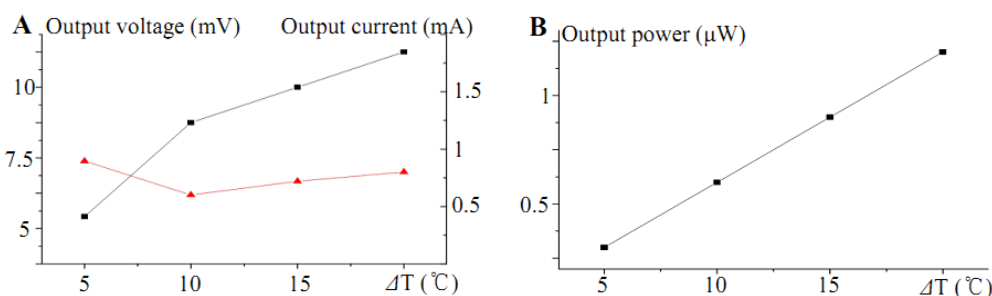 A Output voltage (mV) Output current (mA)
10
7.5
5
1.5
1
0.5
5 10 15 ΔT (℃)
B Output power (μW)
1
0.5
5 10 15 ΔT (℃)